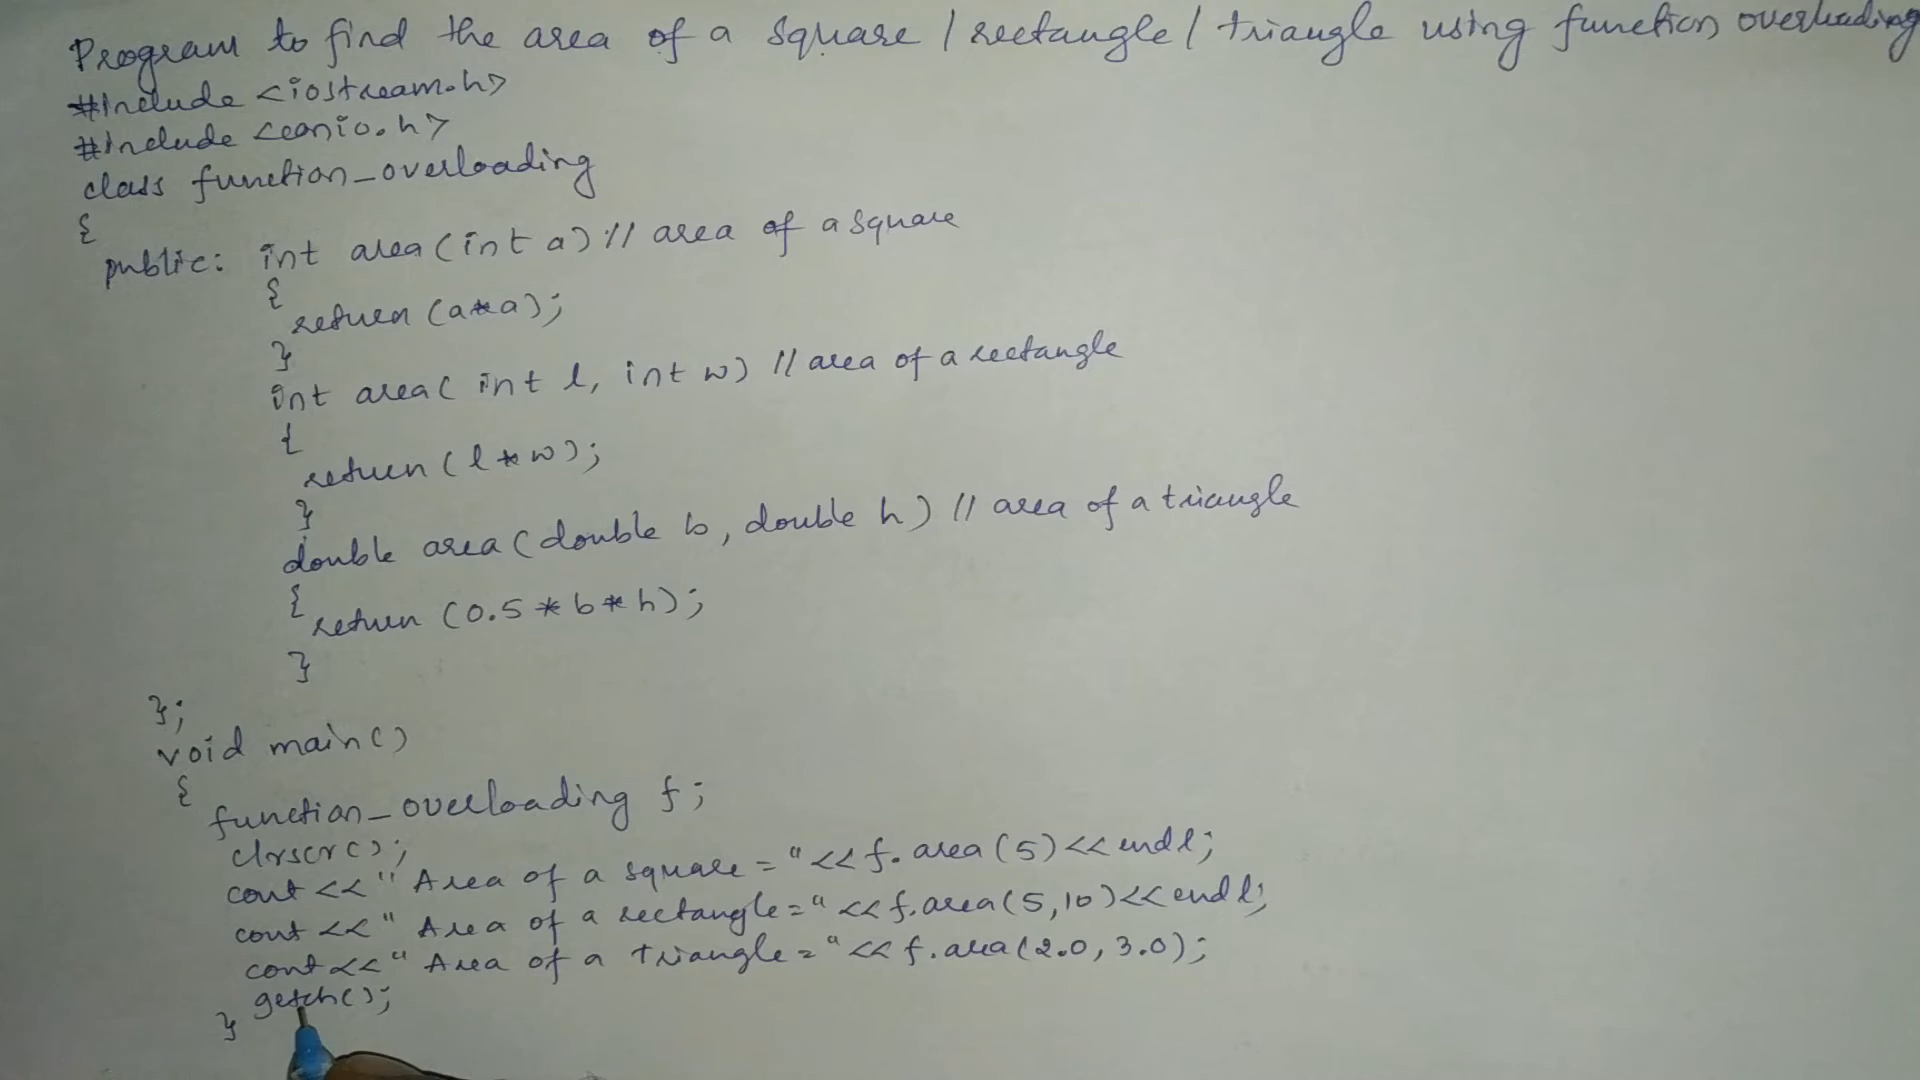 Program to find the area of a square / rectangle / triangle using function overloading
#include <iostream.h>
#include <conio.h>
class function_overloading
{
public: int area(int a) // area of a square
{
return (a*a);
}
int area( int l, int w) // area of a rectangle
{
return (l*w);
}
double area (double b, double h) // area of a triangle
{
return (0.5*b*h);
}
};
void main()
{
function_overloading f;
clrscr();
cout <<" Area of a square = "<<f.area(5)<<endl;
cout <<" Area of a rectangle = "<<f.area(5,10)<<endl;
cout <<" Area of a triangle = "<<f.area(2.0, 3.0);
getch();
}